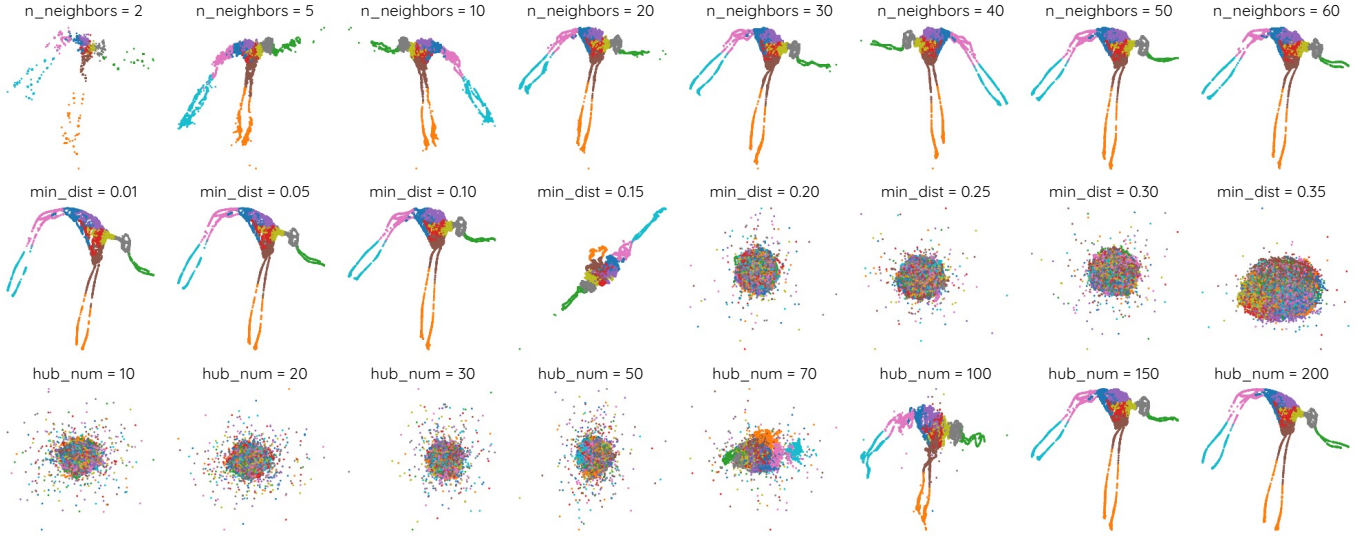 n_neighbors = 2 n_neighbors = 5 n_neighbors = 10 n_neighbors = 20 n_neighbors = 30 n_neighbors = 40 n_neighbors = 50 n_neighbors = 60
min_dist = 0.01 min_dist = 0.05 min_dist = 0.10 min_dist = 0.15 min_dist = 0.20 min_dist = 0.25 min_dist = 0.30 min_dist = 0.35
hub_num = 10 hub_num = 20 hub_num = 30 hub_num = 50 hub_num = 70 hub_num = 100 hub_num = 150 hub_num = 200